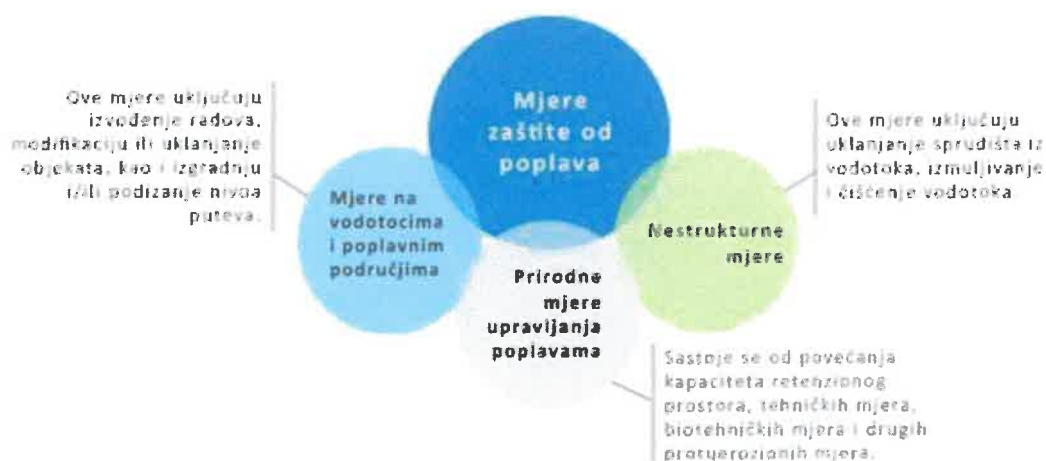 Mjere
zaštite od
poplava
Ove mjere uključuju
izvođenje radova,
modifikaciju ili uklanjanje
objekata, kao i izgradnju
i/ili podizanje nivoa
puteva.
Mjere na
vodotocima
i poplavnim
područjima
Prirodne
mjere
upravljanja
poplavama
Sastoje se od povećanja
kapaciteta retenzionog
prostora, tehničkih mjera,
biotehničkih mjera i drugih
protuerozionih mjera.
Nestrukturne
mjere
Ove mjere uključuju
uklanjanje sprudišta iz
vodotoka, izmuljivanje
i čišćenje vodotoka